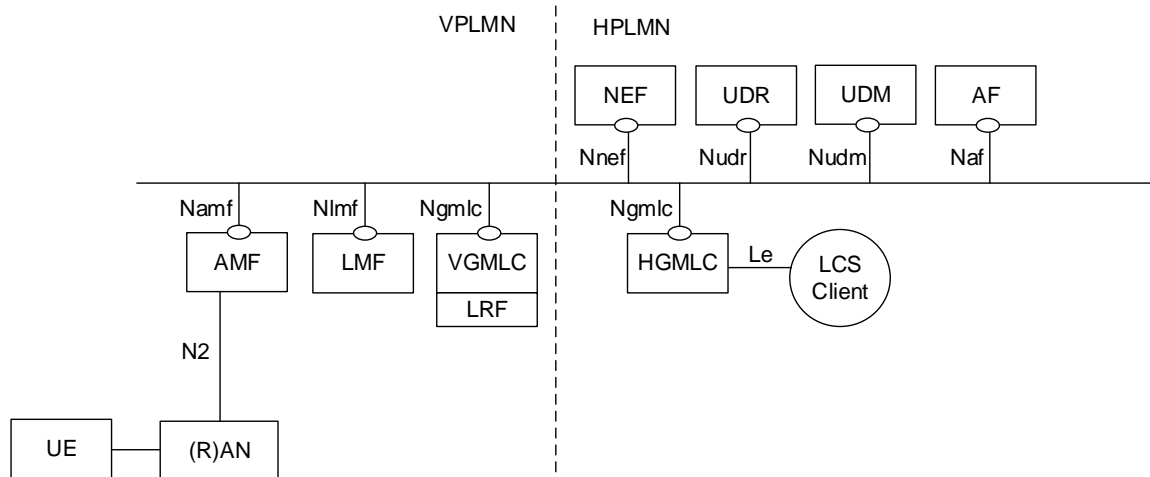 VPLMN
HPLMN
NEF
UDR
UDM
AF
Nnef
Nudr
Nudm
Naf
Namf
Nlmf
Ngmlc
Ngmlc
AMF
LMF
VGMLC
HGMLC
Le
LCS
Client
LRF
N2
UE
(R)AN